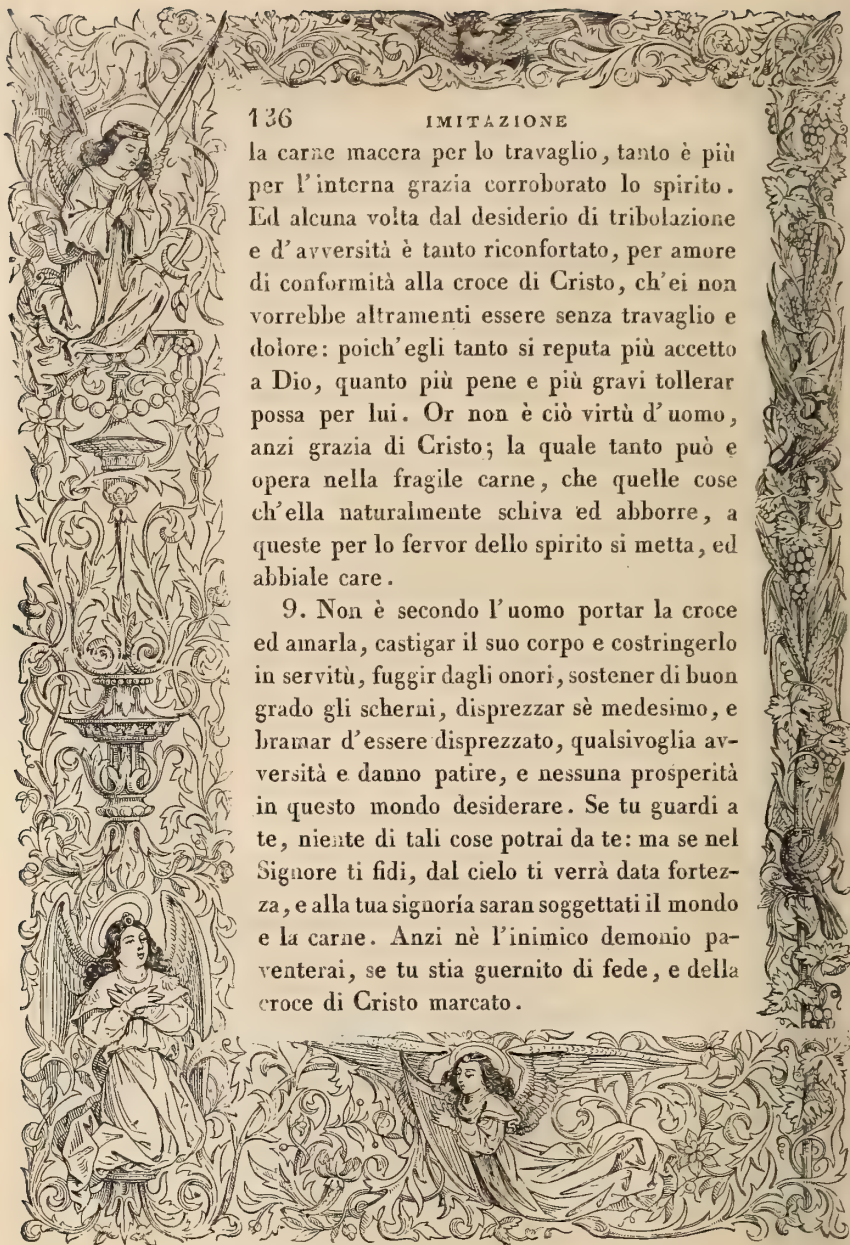 136 IMITAZIONE
la carne macera per lo travaglio, tanto è più
per l'interna grazia corroborato lo spirito.
Ed alcuna volta dal desiderio di tribolazione
e d'avversità è tanto riconfortato, per amore
di conformità alla croce di Cristo, ch'ei non
vorrebbe altramenti essere senza travaglio e
dolore: poich'egli tanto si reputa più accetto
a Dio, quanto più pene e più gravi tollerar
possa per lui. Or non è ciò virtù d'uomo,
anzi grazia di Cristo; la quale tanto può e
opera nella fragile carne, che quelle cose
ch'ella naturalmente schiva ed abborre, a
queste per lo fervor dello spirito si metta, ed
abbiale care.
9. Non è secondo l'uomo portar la croce
ed amarla, castigar il suo corpo e costringerlo
in servitù, fuggir dagli onori, sostener di buon
grado gli scherni, disprezzar sè medesimo, e
bramar d'essere disprezzato, qualsivoglia av-
versità e danno patire, e nessuna prosperità
in questo mondo desiderare. Se tu guardi a
te, niente di tali cose potrai da te: ma se nel
Signore ti fidi, dal cielo ti verrà data fortez-
za, e alla tua signoría saran soggettati il mondo
e la carne. Anzi nè l'inimico demonio pa-
venterai, se tu stia guernito di fede, e della
croce di Cristo marcato.